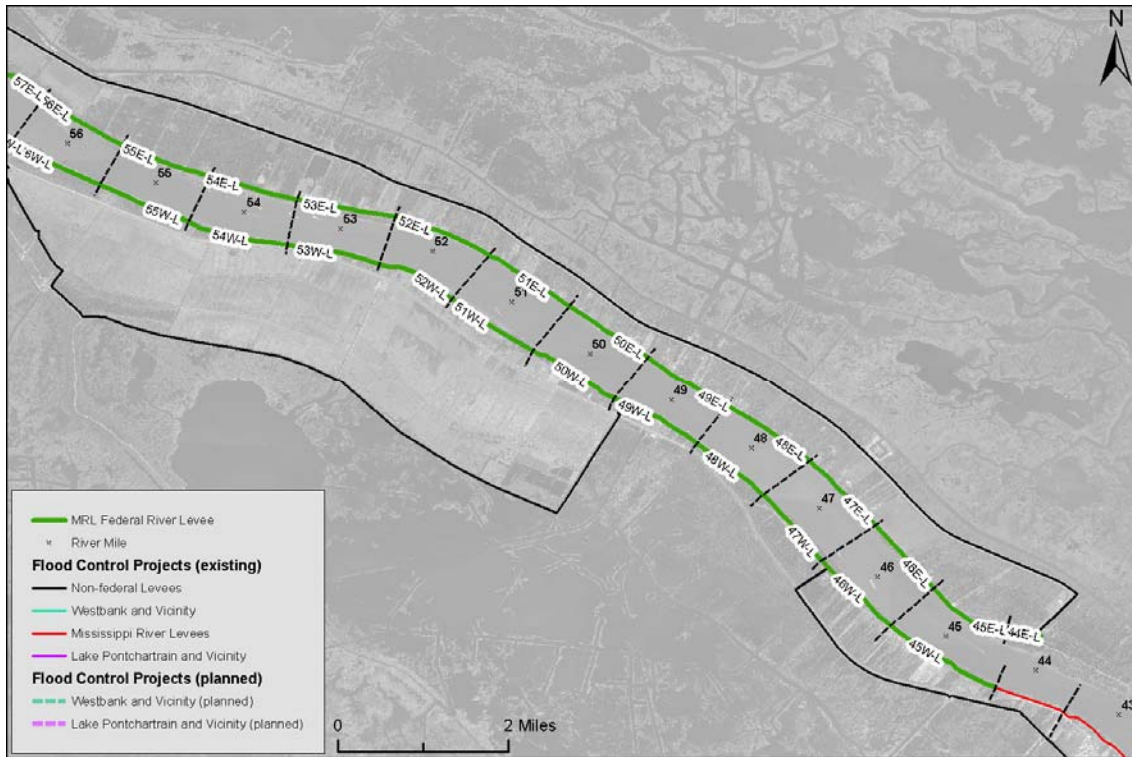 N
57E-L
56E-L
56
55E-L
55
54E-L
54
53E-L
53
52E-L
52
51E-L
51
50E-L
50
49E-L
49
48E-L
48
47E-L
47
46E-L
46
45E-L
44E-L
45
44
43
W-L
6W-L
55W-L
54W-L
53W-L
52W-L
51W-L
50W-L
49W-L
48W-L
47W-L
46W-L
45W-L
MRL Federal River Levee
River Mile
Flood Control Projects (existing)
Non-federal Levees
Westbank and Vicinity
Mississippi River Levees
Lake Pontchartrain and Vicinity
Flood Control Projects (planned)
Westbank and Vicinity (planned)
Lake Pontchartrain and Vicinity (planned)
0 2 Miles